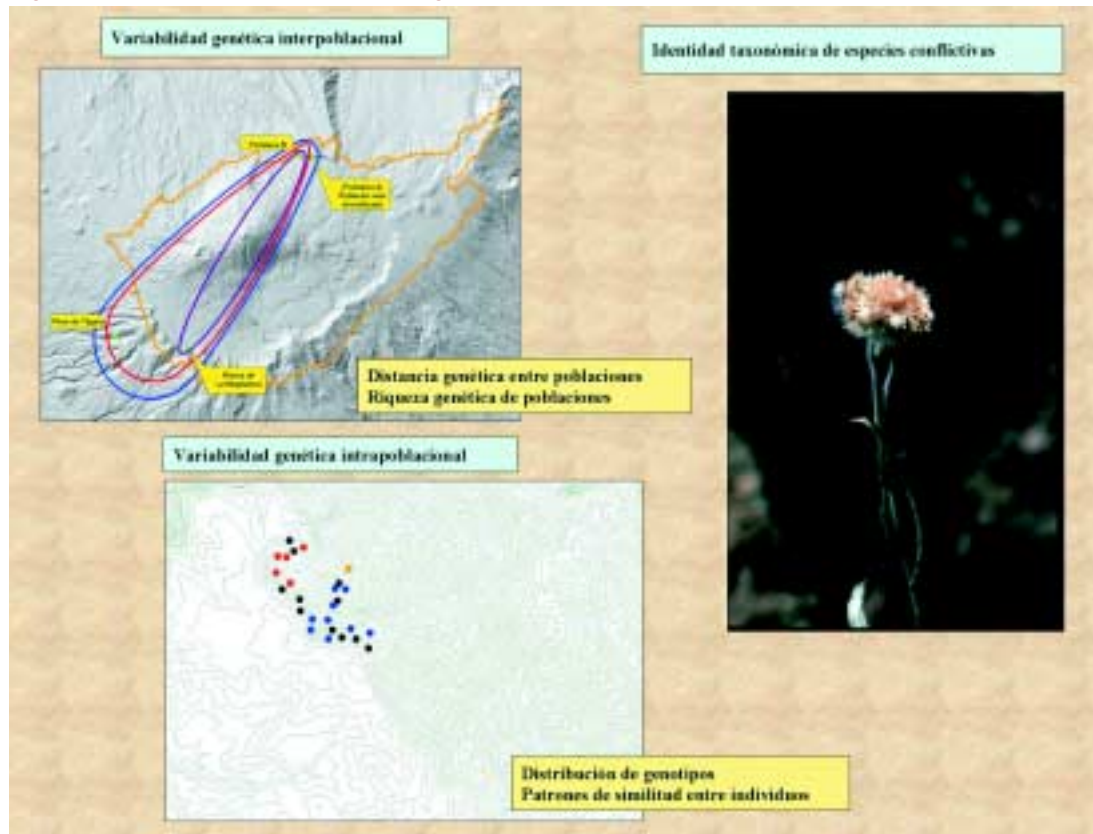 Variabilidad genética interpoblacional
Identidad taxonómica de especies conflictivas
Distancia genética entre poblaciones
Riqueza genética de poblaciones
Variabilidad genética intrapoblacional
Distribución de genotipos
Patrones de similitud entre individuos